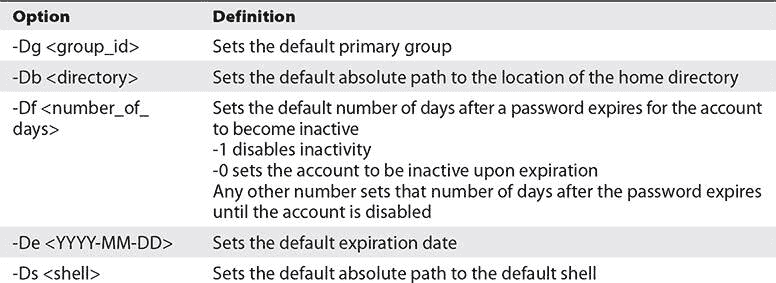 Option Definition
-Dg <group_id> Sets the default primary group
-Db <directory> Sets the default absolute path to the location of the home directory
-Df <number_of_ Sets the default number of days after a password expires for the account
days> to become inactive
-1 disables inactivity
-0 sets the account to be inactive upon expiration
Any other number sets that number of days after the password expires
until the account is disabled
-De <YYYY-MM-DD> Sets the default expiration date
-Ds <shell> Sets the default absolute path to the default shell